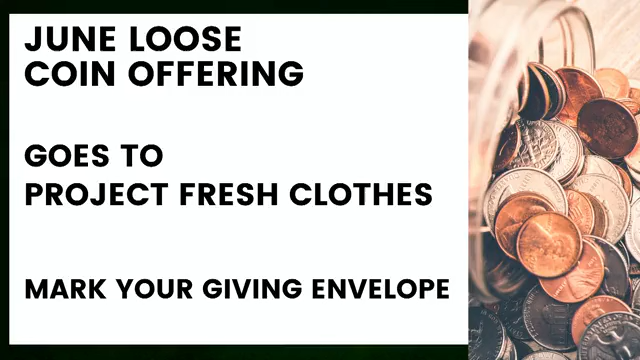 JUNE LOOSE
COIN OFFERING
GOES TO
PROJECT FRESH CLOTHES
MARK YOUR GIVING ENVELOPE